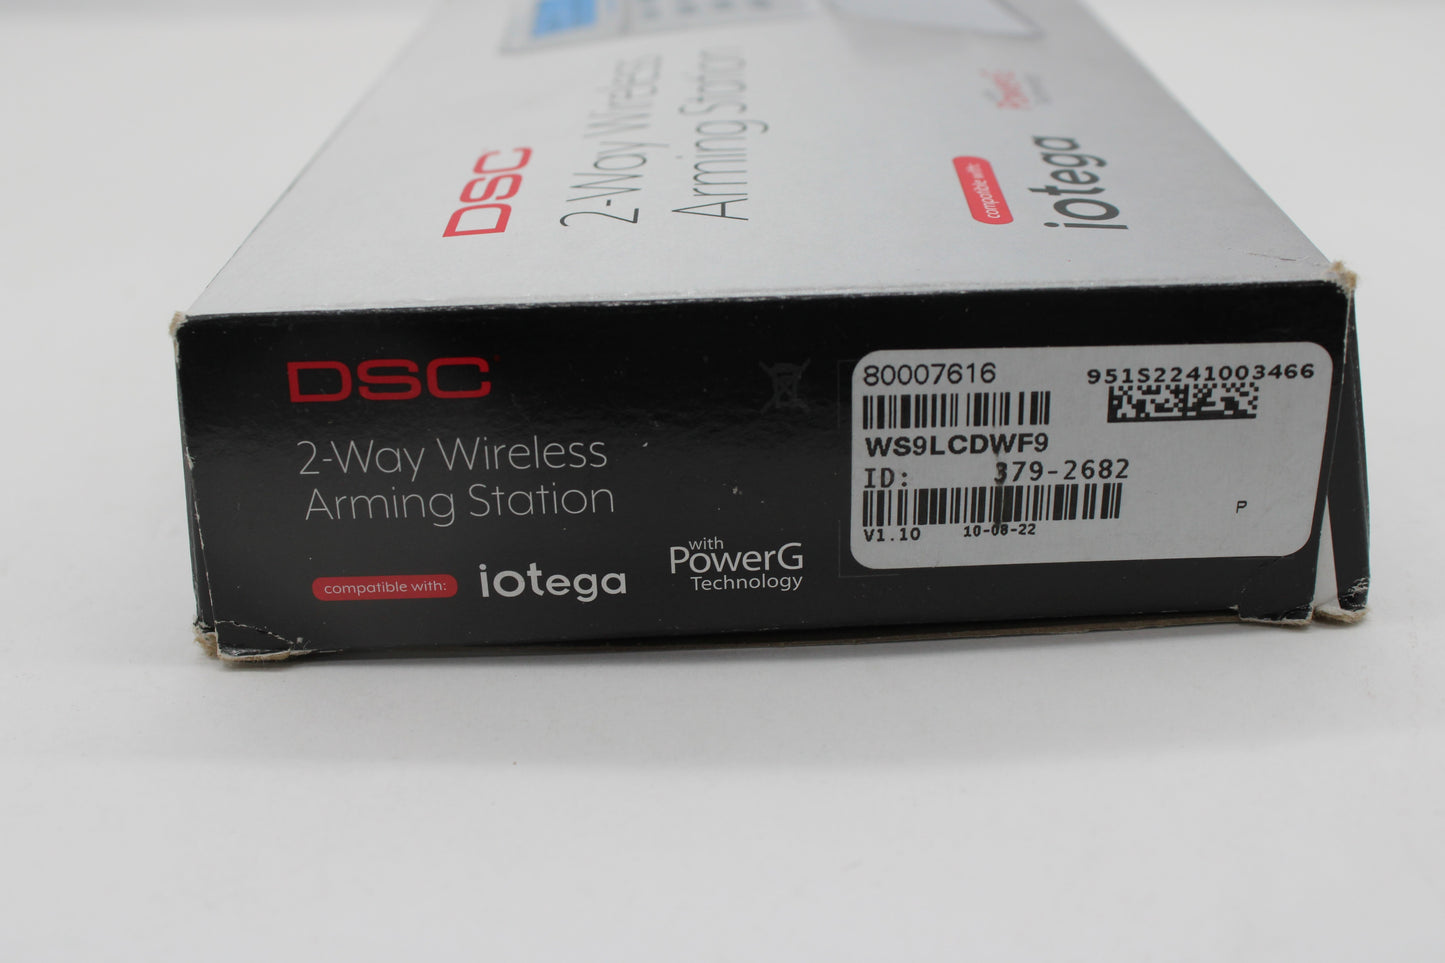 DSC
2-Way Wireless
Arming Station
compatible with:
iotega
PowerG
DSC
2-Way Wireless
Arming Station
compatible with:
iotega
with
PowerG
Technology
80007616
951S2241003466
WS9LCDWF9
ID: 379-2682
V1.10 10-08-22
P